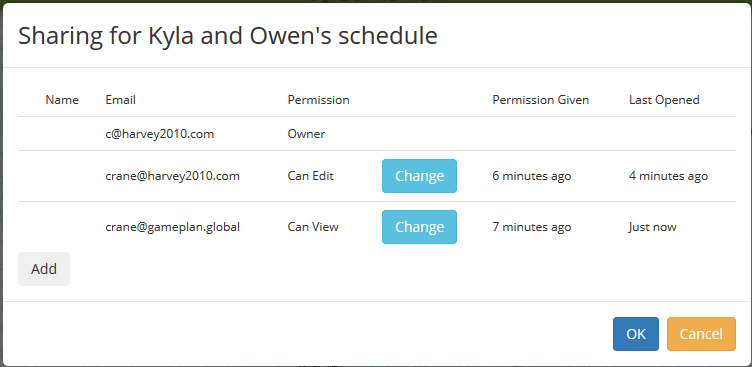 Sharing for Kyla and Owen's schedule
Name Email Permission Permission Given Last Opened
c@harvey2010.com Owner
crane@harvey2010.com Can Edit Change 6 minutes ago 4 minutes ago
crane@gameplan.global Can View Change 7 minutes ago Just now
Add
OK Cancel